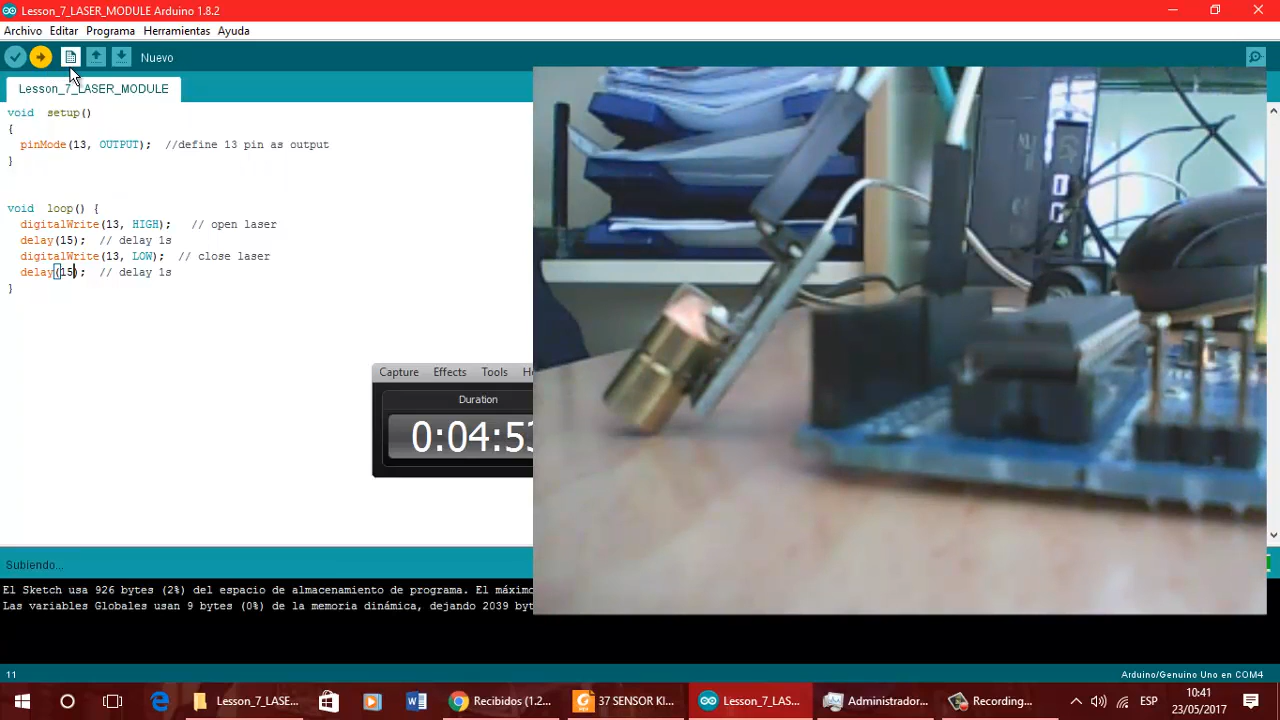 Lesson_7_LASER_MODULE Arduino 1.8.2
Archivo Editar Programa Herramientas Ayuda
Nuevo
Lesson_7_LASER_MODULE
void  setup()
{
  pinMode(13, OUTPUT);  //define 13 pin as output
}
void  loop() {
  digitalWrite(13, HIGH);   // open laser
  delay(15);  // delay 1s
  digitalWrite(13, LOW);  // close laser
  delay(15);  // delay 1s
}
Capture Effects Tools
Duration
0:04:53
Subiendo...
El Sketch usa 926 bytes (2%) del espacio de almacenamiento de programa. El máximo
Las variables Globales usan 9 bytes (0%) de la memoria dinámica, dejando 2039
11
Arduino/Genuino Uno en COM4
Lesson_7_LASE...
Recibidos (1.2...
37 SENSOR KI...
Lesson_7_LAS...
Administrador...
Recording...
ESP
10:41
23/05/2017